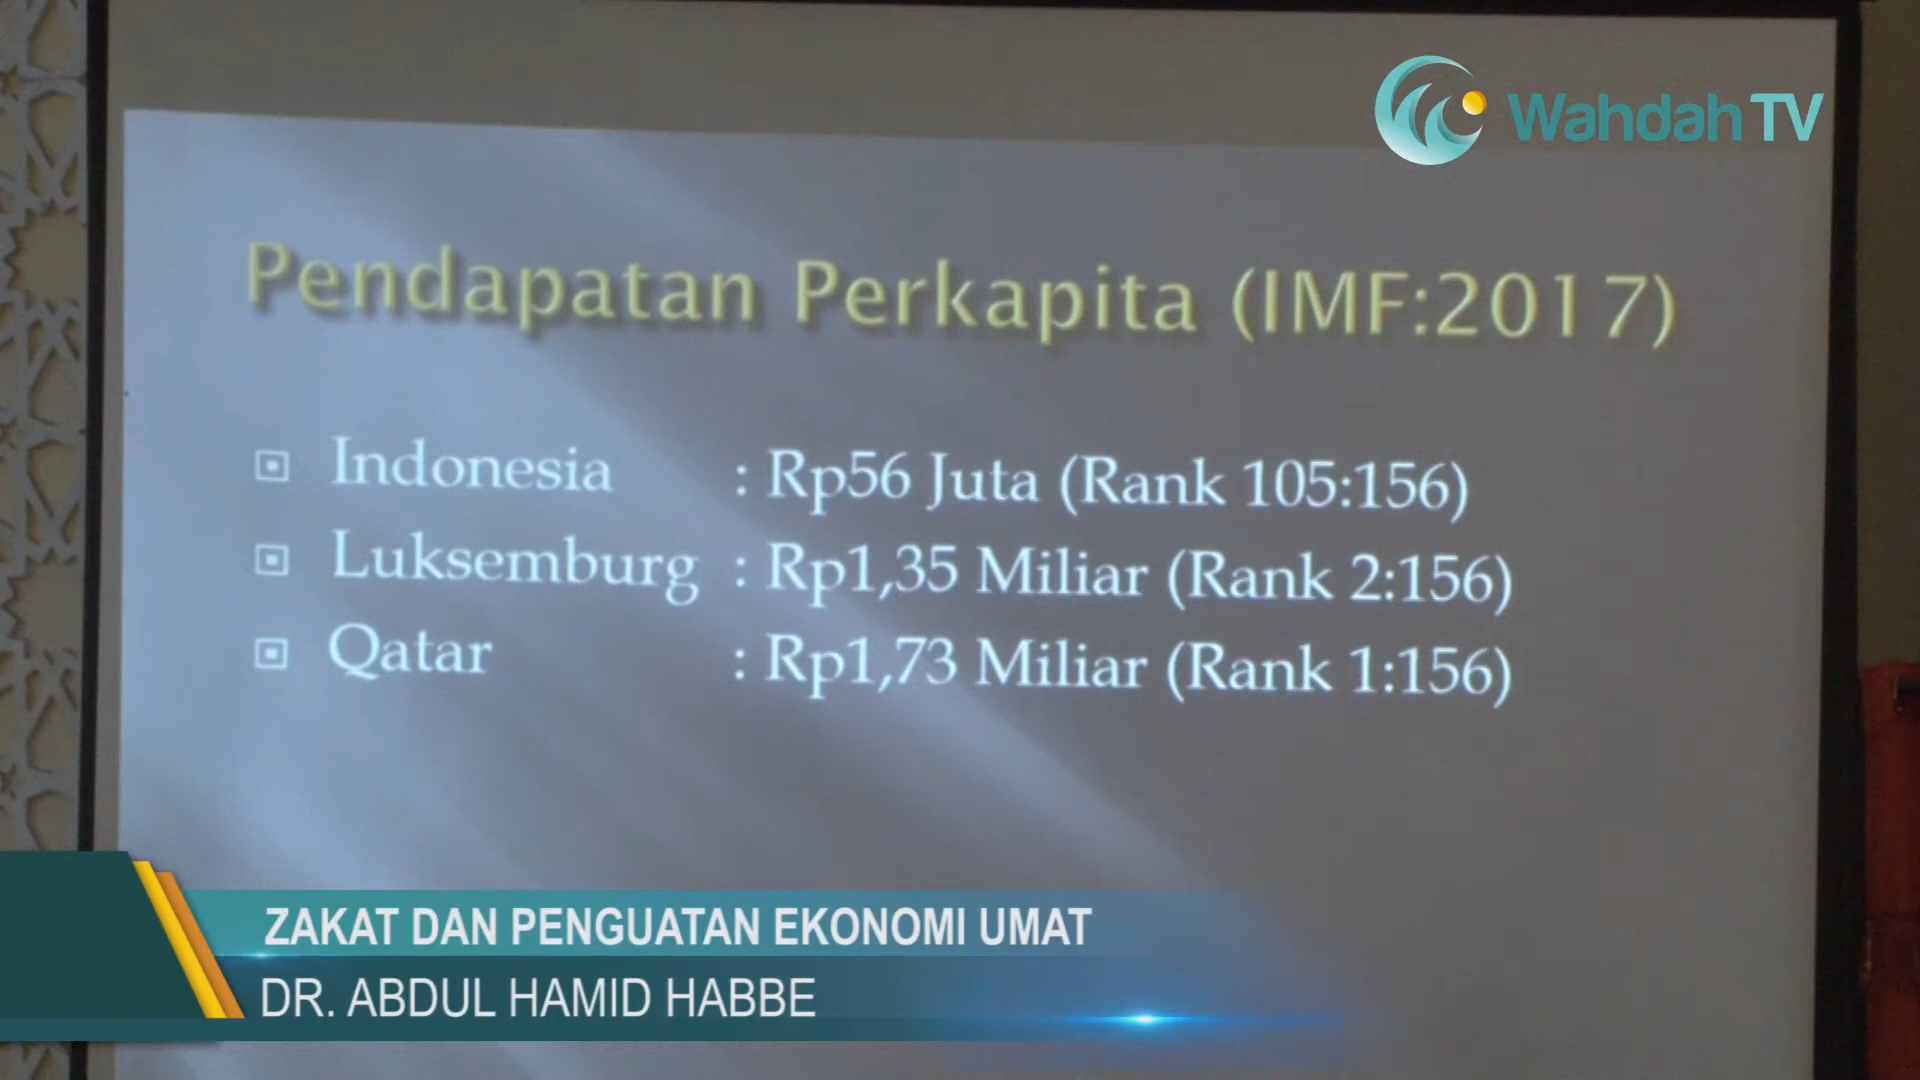 Wahdah TV
Pendapatan Perkapita (IMF:2017)
Indonesia : Rp56 Juta (Rank 105:156)
Luksemburg : Rp1,35 Miliar (Rank 2:156)
Qatar : Rp1,73 Miliar (Rank 1:156)
ZAKAT DAN PENGUATAN EKONOMI UMAT
DR. ABDUL HAMID HABBE